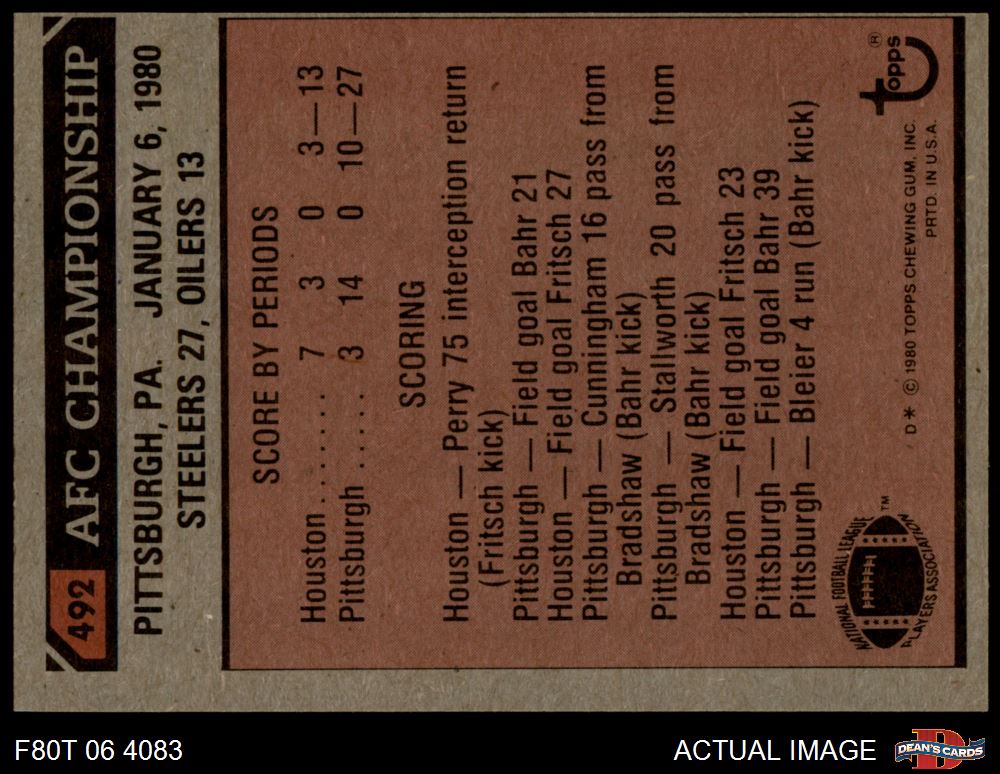 492 AFC CHAMPIONSHIP
PITTSBURGH, PA. JANUARY 6, 1980
STEELERS 27, OILERS 13
SCORE BY PERIODS
Houston....... 7 3 0 3—13
Pittsburgh ..... 3 14 0 10—27
SCORING
Houston — Perry 75 interception return
(Fritsch kick)
Pittsburgh — Field goal Bahr 21
Houston — Field goal Fritsch 27
Pittsburgh — Cunningham 16 pass from
Bradshaw (Bahr kick)
Pittsburgh — Stallworth 20 pass from
Bradshaw (Bahr kick)
Houston — Field goal Fritsch 23
Pittsburgh — Field goal Bahr 39
Pittsburgh — Bleier 4 run (Bahr kick)
NATIONAL FOOTBALL LEAGUE
PLAYERS ASSOCIATION
TM
D* © 1980 TOPPS CHEWING GUM, INC.
PRTD. IN U.S.A.
topps ®
F80T 06 4083
ACTUAL IMAGE
DEAN'S CARDS